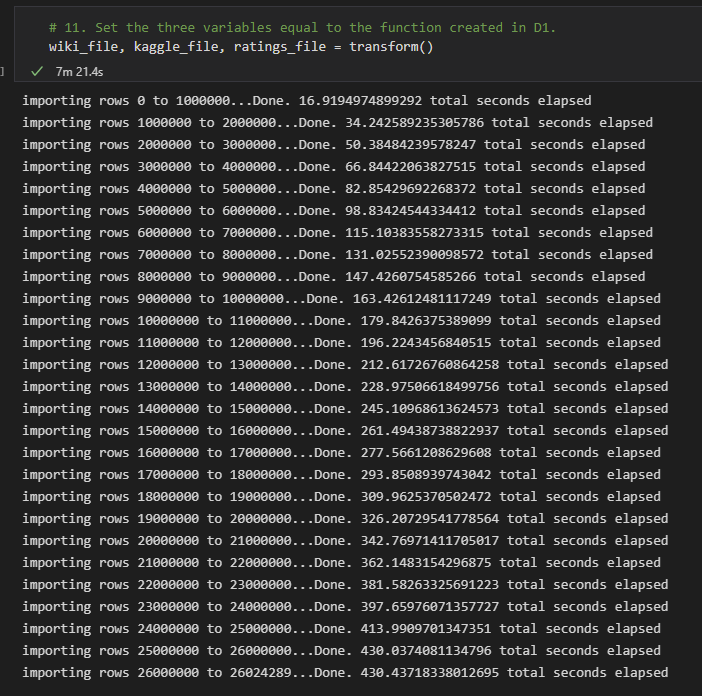 # 11. Set the three variables equal to the function created in D1.
wiki_file, kaggle_file, ratings_file = transform()
] ✓ 7m 21.4s
importing rows 0 to 1000000...Done. 16.9194974899292 total seconds elapsed
importing rows 1000000 to 2000000...Done. 34.242589235305786 total seconds elapsed
importing rows 2000000 to 3000000...Done. 50.38484239578247 total seconds elapsed
importing rows 3000000 to 4000000...Done. 66.84422063827515 total seconds elapsed
importing rows 4000000 to 5000000...Done. 82.85429692268372 total seconds elapsed
importing rows 5000000 to 6000000...Done. 98.83424544334412 total seconds elapsed
importing rows 6000000 to 7000000...Done. 115.10383558273315 total seconds elapsed
importing rows 7000000 to 8000000...Done. 131.02552390098572 total seconds elapsed
importing rows 8000000 to 9000000...Done. 147.4260754585266 total seconds elapsed
importing rows 9000000 to 10000000...Done. 163.42612481117249 total seconds elapsed
importing rows 10000000 to 11000000...Done. 179.8426375389099 total seconds elapsed
importing rows 11000000 to 12000000...Done. 196.2243456840515 total seconds elapsed
importing rows 12000000 to 13000000...Done. 212.61726760864258 total seconds elapsed
importing rows 13000000 to 14000000...Done. 228.97506618499756 total seconds elapsed
importing rows 14000000 to 15000000...Done. 245.10968613624573 total seconds elapsed
importing rows 15000000 to 16000000...Done. 261.49438738822937 total seconds elapsed
importing rows 16000000 to 17000000...Done. 277.5661208629608 total seconds elapsed
importing rows 17000000 to 18000000...Done. 293.8508939743042 total seconds elapsed
importing rows 18000000 to 19000000...Done. 309.9625370502472 total seconds elapsed
importing rows 19000000 to 20000000...Done. 326.20729541778564 total seconds elapsed
importing rows 20000000 to 21000000...Done. 342.76971411705017 total seconds elapsed
importing rows 21000000 to 22000000...Done. 362.1483154296875 total seconds elapsed
importing rows 22000000 to 23000000...Done. 381.58263325691223 total seconds elapsed
importing rows 23000000 to 24000000...Done. 397.65976071357727 total seconds elapsed
importing rows 24000000 to 25000000...Done. 413.9909701347351 total seconds elapsed
importing rows 25000000 to 26000000...Done. 430.0374081134796 total seconds elapsed
importing rows 26000000 to 26024289...Done. 430.43718338012695 total seconds elapsed